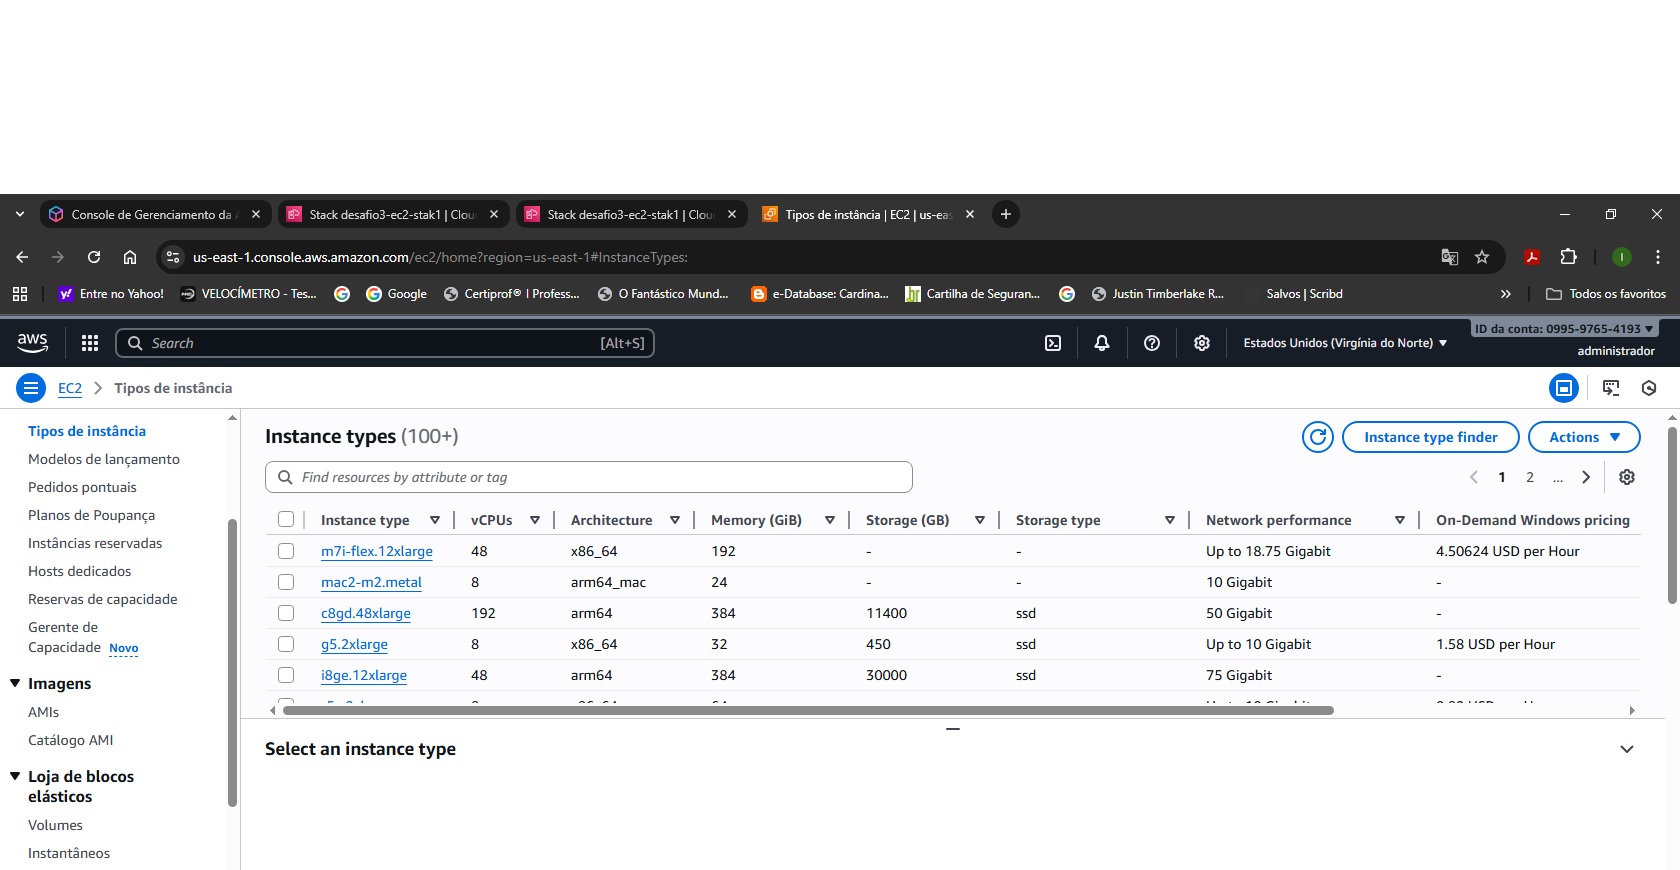 Console de Gerenciamento da A
Stack desafio3-ec2-stak1 | Clou
Stack desafio3-ec2-stak1 | Clou
Tipos de instância | EC2 | us-eas
us-east-1.console.aws.amazon.com/ec2/home?region=us-east-1#InstanceTypes:
Entre no Yahoo!
VELOCÍMETRO - Tes...
Google
Certiprof® I Profess...
O Fantástico Mund...
e-Database: Cardina...
Cartilha de Seguran...
Justin Timberlake R...
Salvos | Scribd
Todos os favoritos
aws
Search
[Alt+S]
Estados Unidos (Virgínia do Norte)
ID da conta: 0995-9765-4193
administrador
EC2
Tipos de instância
Tipos de instância
Modelos de lançamento
Pedidos pontuais
Planos de Poupança
Instâncias reservadas
Hosts dedicados
Reservas de capacidade
Gerente de
Capacidade Novo
Imagens
AMIs
Catálogo AMI
Loja de blocos
elásticos
Volumes
Instantâneos
Instance types (100+)
Instance type finder
Actions
Find resources by attribute or tag
1 2 ...
Instance type vCPUs Architecture Memory (GiB) Storage (GB) Storage type Network performance On-Demand Windows pricing
m7i-flex.12xlarge 48 x86_64 192 - - Up to 18.75 Gigabit 4.50624 USD per Hour
mac2-m2.metal 8 arm64_mac 24 - - 10 Gigabit -
c8gd.48xlarge 192 arm64 384 11400 ssd 50 Gigabit -
g5.2xlarge 8 x86_64 32 450 ssd Up to 10 Gigabit 1.58 USD per Hour
i8ge.12xlarge 48 arm64 384 30000 ssd 75 Gigabit -
Select an instance type